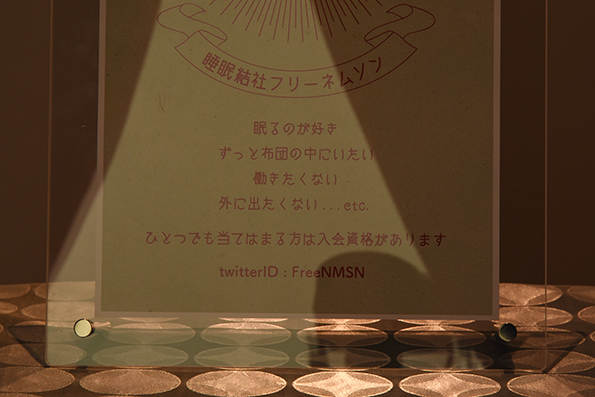 睡眠結社フリーネムソン
眠るのが好き
ずっと布団の中にいたい
働きたくない
外に出たくない...etc.
ひとつでも当てはまる方は入会資格があります
twitterID : FreeNMSN